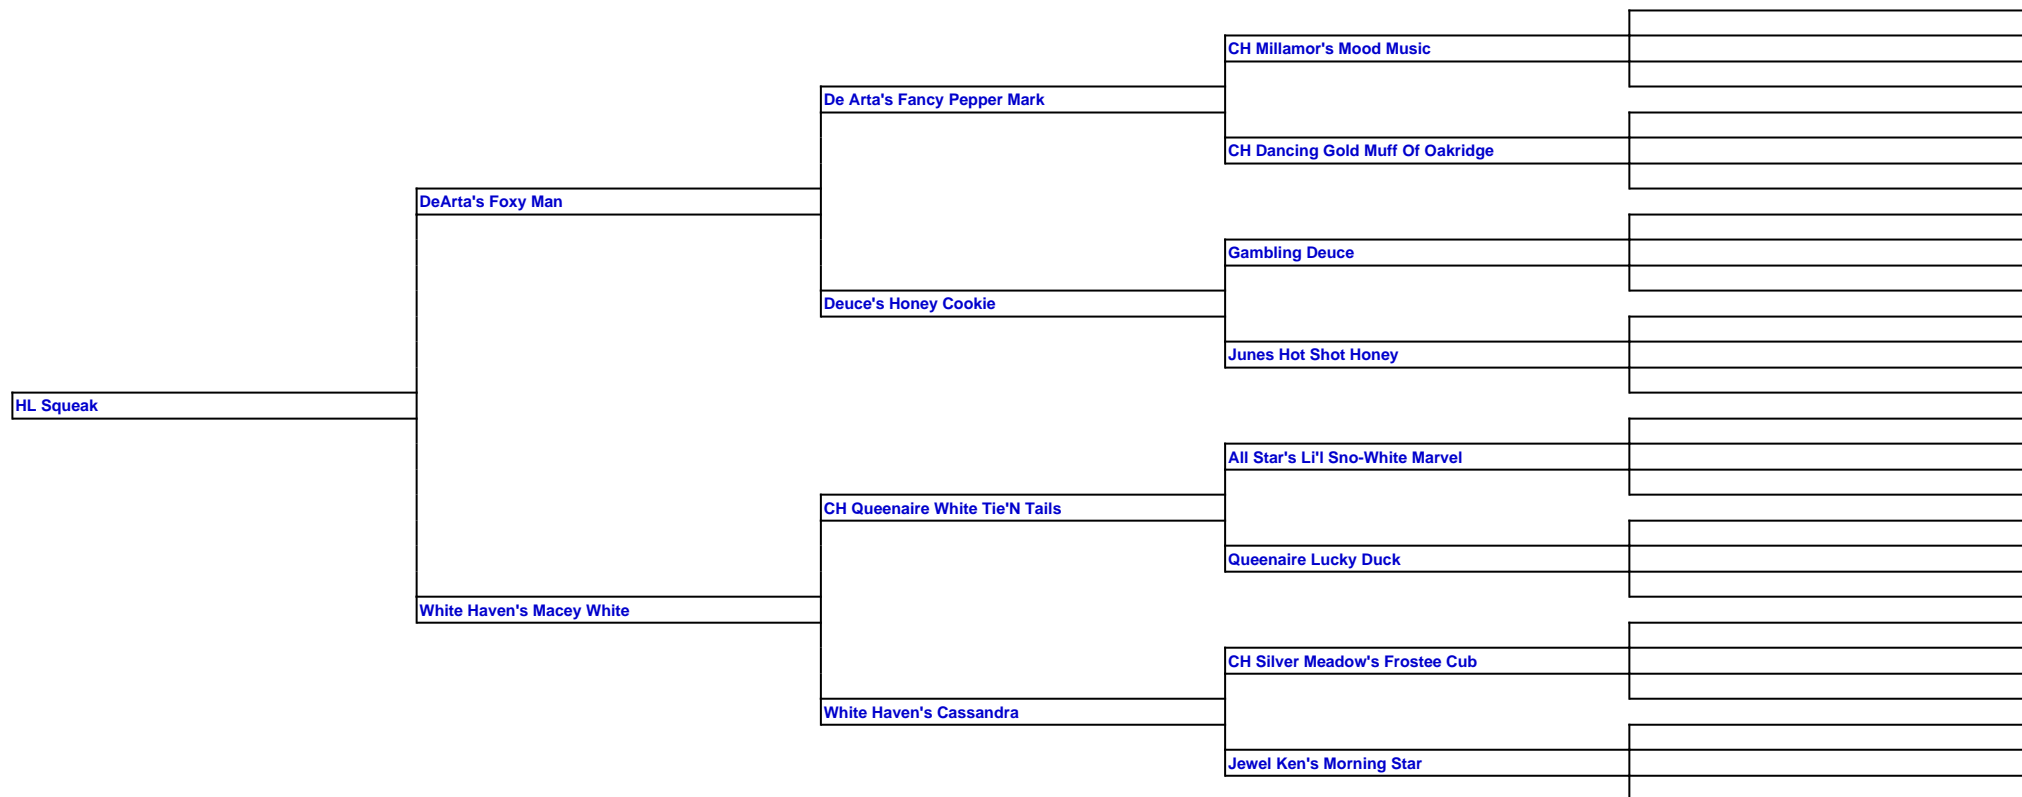 CH Millamor's Mood Music
De Arta's Fancy Pepper Mark
CH Dancing Gold Muff Of Oakridge
DeArta's Foxy Man
Gambling Deuce
Deuce's Honey Cookie
Junes Hot Shot Honey
HL Squeak
All Star's Li'l Sno-White Marvel
CH Queenaire White Tie'N Tails
Queenaire Lucky Duck
White Haven's Macey White
CH Silver Meadow's Frostee Cub
White Haven's Cassandra
Jewel Ken's Morning Star